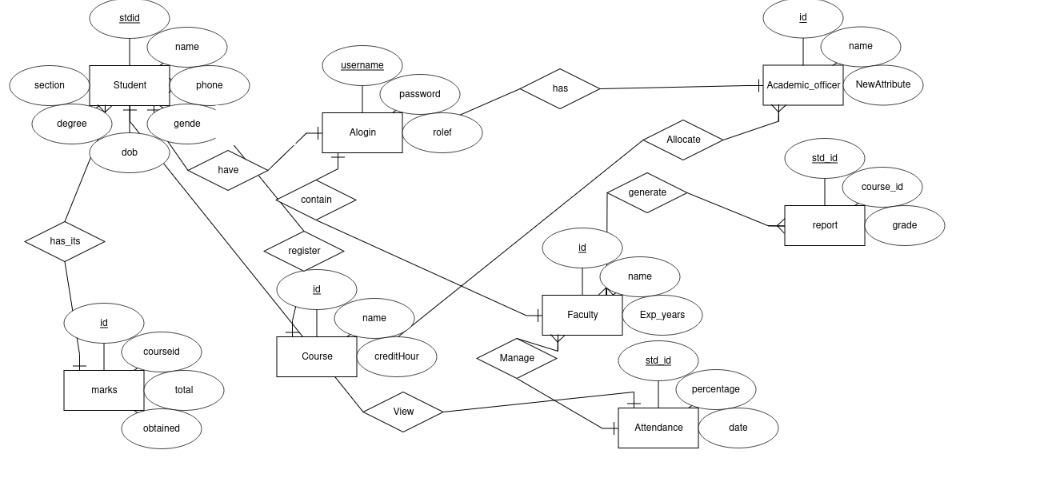 stdid
name
section
Student
phone
degree
gende
dob
username
password
Alogin
rolef
has
id
name
Academic_officer
NewAttribute
Allocate
have
contain
generate
std_id
course_id
report
grade
has_its
register
id
name
Faculty
Exp_years
id
name
Course
creditHour
id
courseid
marks
total
obtained
Manage
std_id
percentage
View
Attendance
date